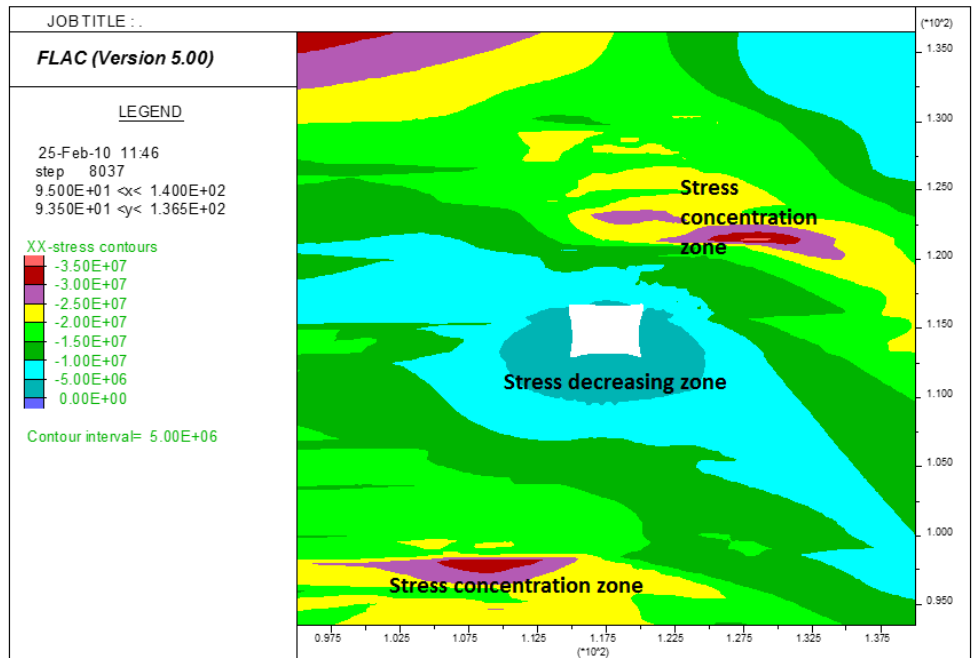 JOB TITLE : .
FLAC (Version 5.00)
LEGEND
25-Feb-10 11:46
step 8037
9.500E+01 <x< 1.400E+02
9.350E+01 <y< 1.365E+02
XX-stress contours
-3.50E+07
-3.00E+07
-2.50E+07
-2.00E+07
-1.50E+07
-1.00E+07
-5.00E+06
0.00E+00
Contour interval= 5.00E+06
Stress
concentration
zone
Stress decreasing zone
Stress concentration zone
(*10^2)
1.350
1.300
1.250
1.200
1.150
1.100
1.050
1.000
0.950
0.975 1.025 1.075 1.125 1.175 1.225 1.275 1.325 1.375
(*10^2)